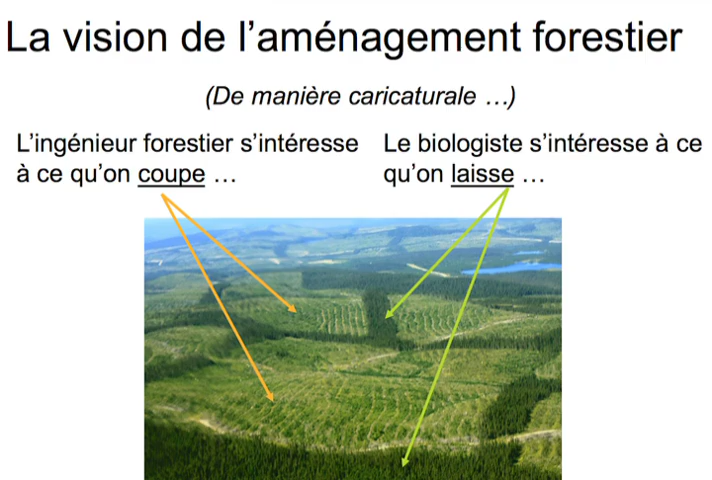 La vision de l'aménagement forestier
(De manière caricaturale …)
L'ingénieur forestier s'intéresse
à ce qu'on coupe …
Le biologiste s'intéresse à ce
qu'on laisse …